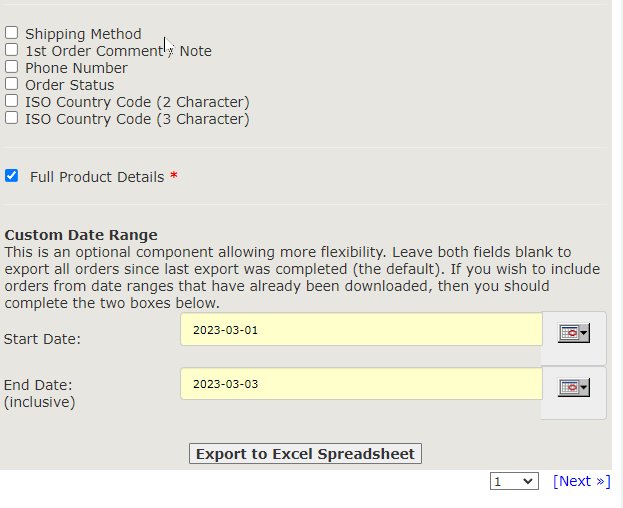 Shipping Method
1st Order Comment / Note
Phone Number
Order Status
ISO Country Code (2 Character)
ISO Country Code (3 Character)
Full Product Details *
Custom Date Range
This is an optional component allowing more flexibility. Leave both fields blank to
export all orders since last export was completed (the default). If you wish to include
orders from date ranges that have already been downloaded, then you should
complete the two boxes below.
Start Date: 2023-03-01
End Date: 2023-03-03
(inclusive)
Export to Excel Spreadsheet
1 [Next »]